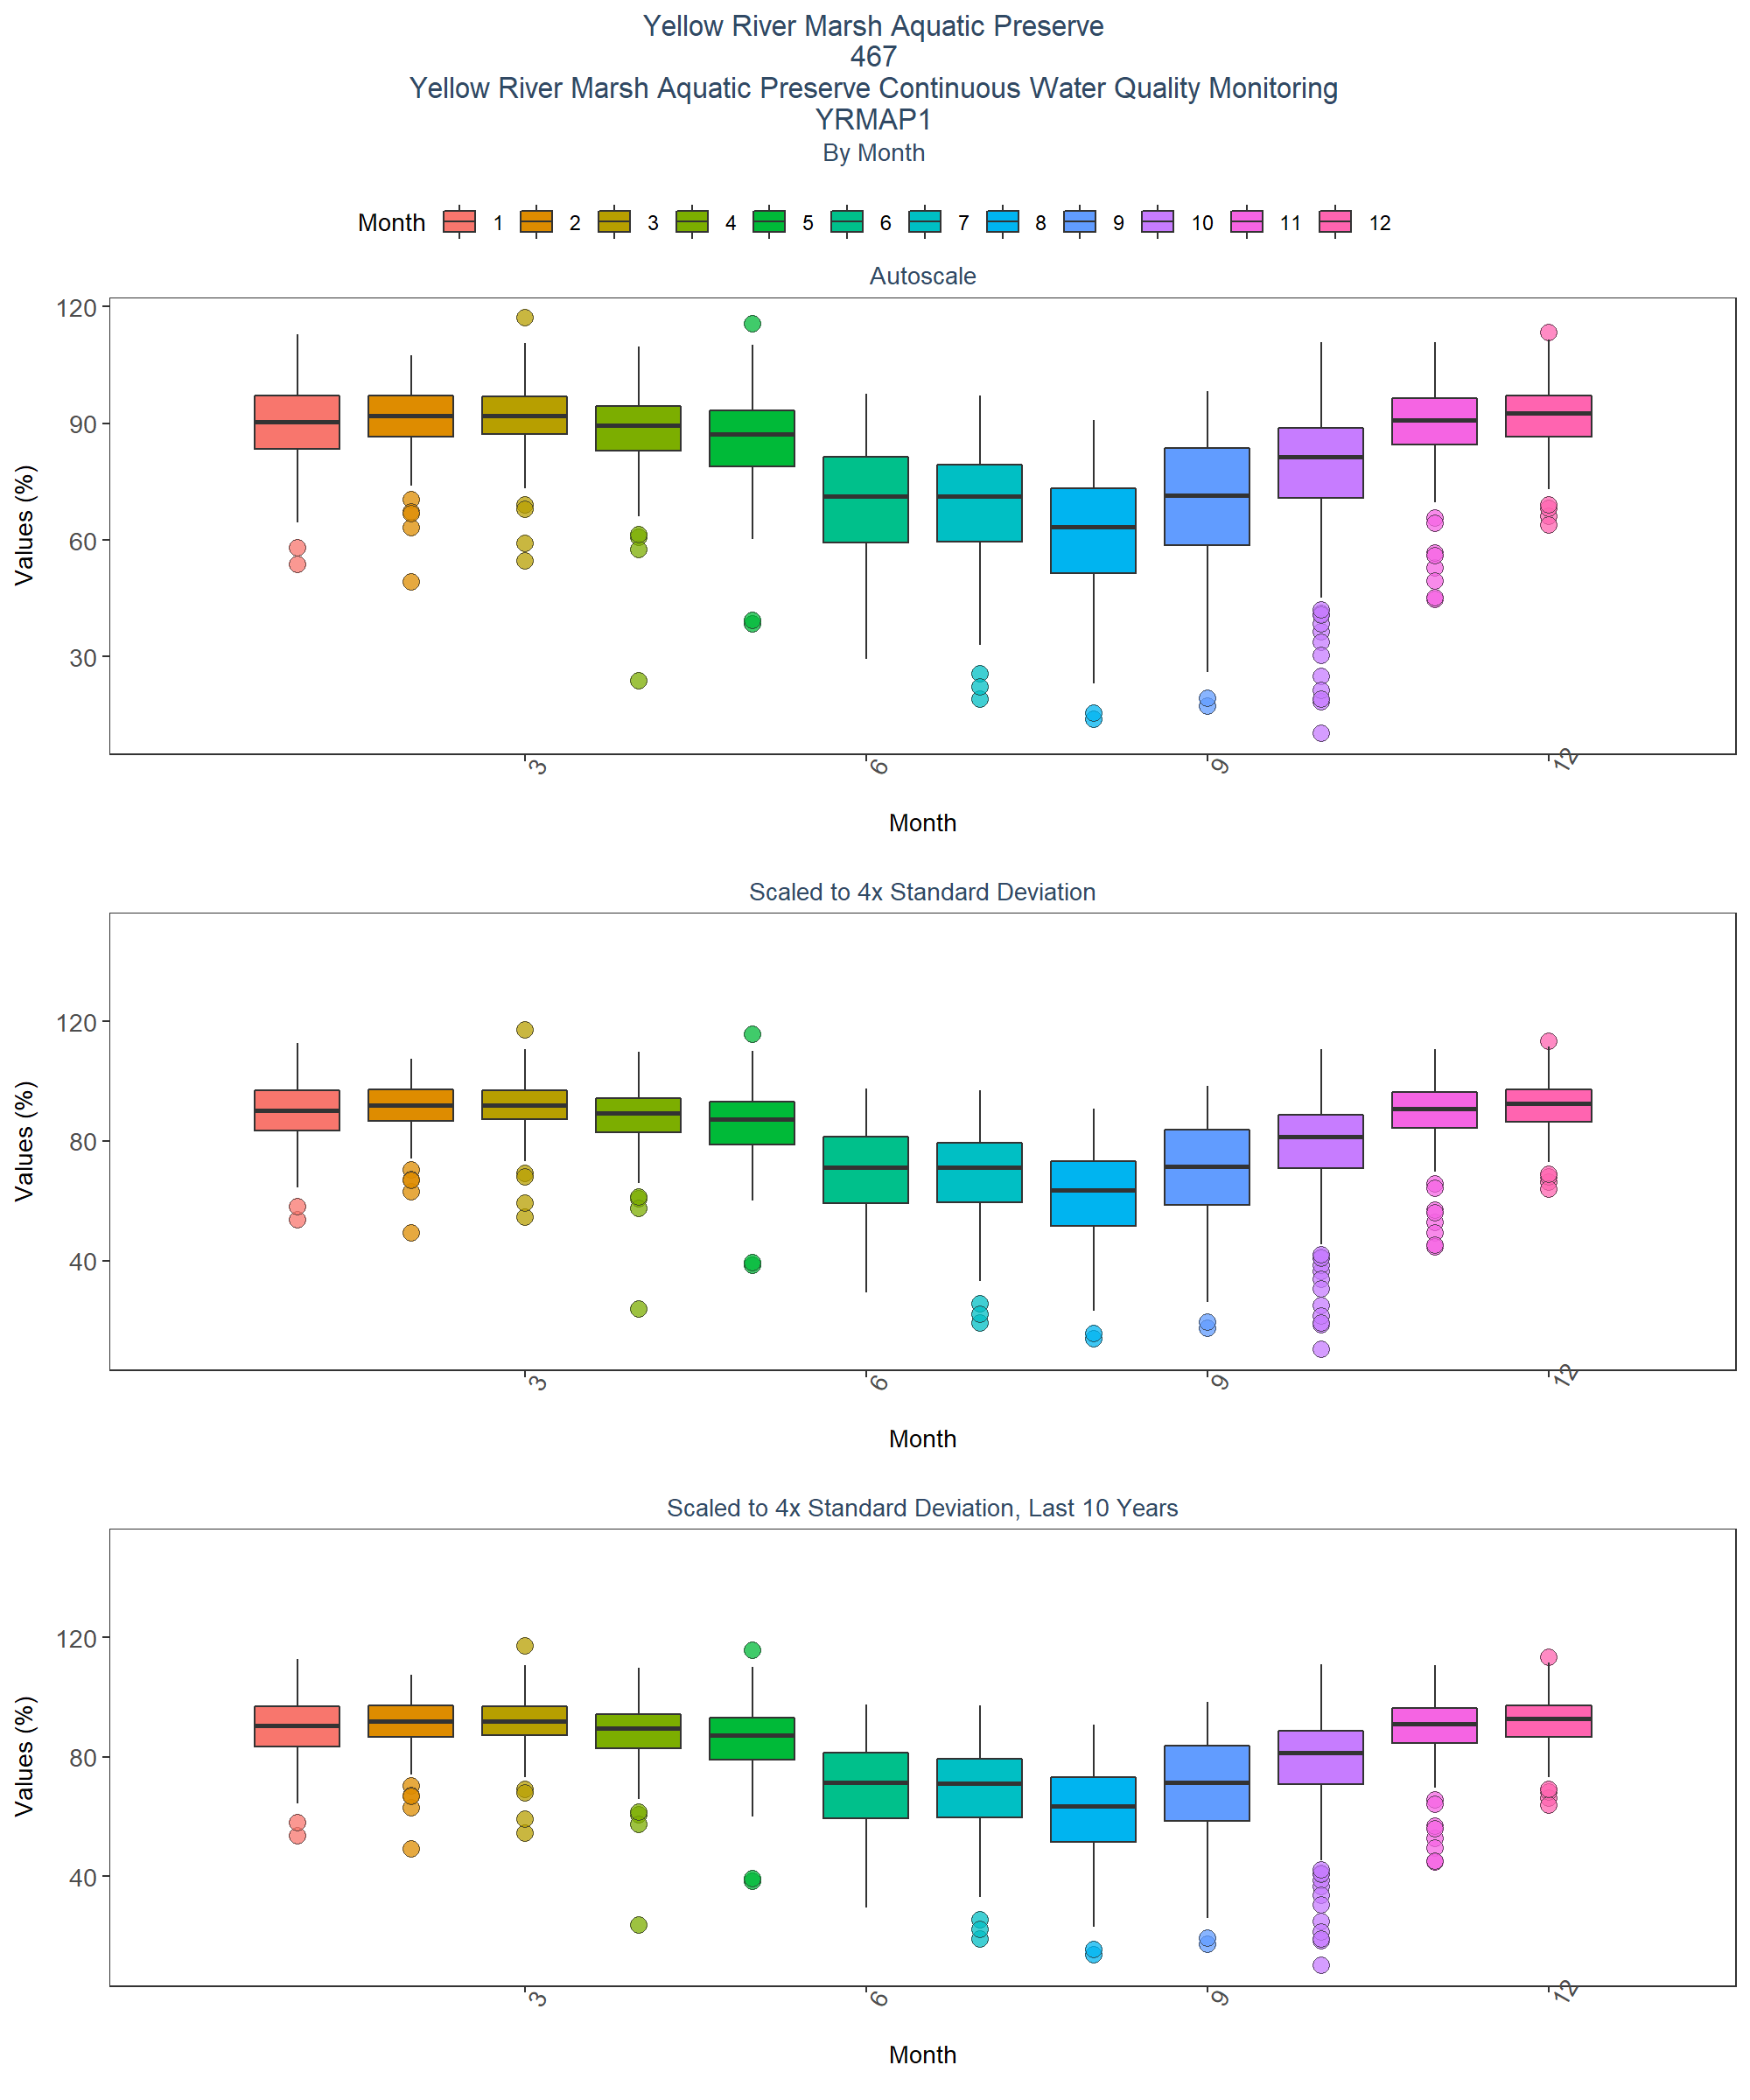 Yellow River Marsh Aquatic Preserve
467
Yellow River Marsh Aquatic Preserve Continuous Water Quality Monitoring
YRMAP1
By Month
Month 1 2 3 4 5 6 7 8 9 10 11 12
Autoscale
Values (%)
120
90
60
30
3 6 9 12
Month
Scaled to 4x Standard Deviation
Values (%)
120
80
40
3 6 9 12
Month
Scaled to 4x Standard Deviation, Last 10 Years
Values (%)
120
80
40
3 6 9 12
Month